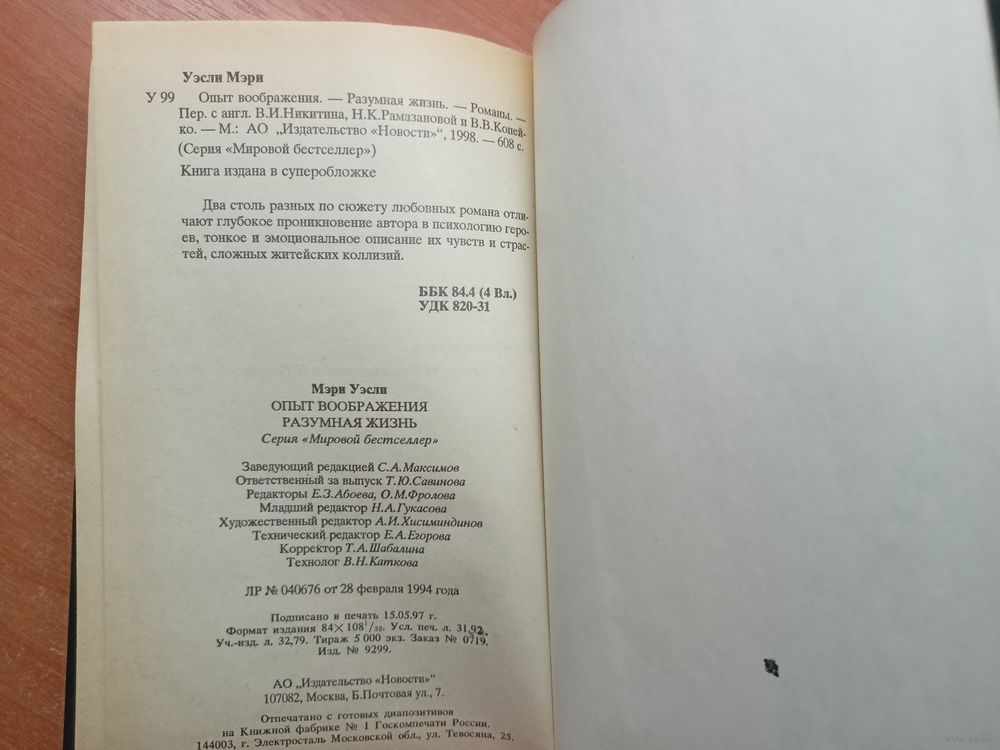 Уэсли Мэри
У 99 Опыт воображения. — Разумная жизнь. — Романы. —
Пер. с англ. В.И.Никитина, Н.К.Рамазановой и В.В.Копей-
ко. — М.: АО „Издательство «Новости»“, 1998. — 608 с.
(Серия «Мировой бестселлер»)
Книга издана в суперобложке
Два столь разных по сюжету любовных романа отли-
чают глубокое проникновение автора в психологию геро-
ев, тонкое и эмоциональное описание их чувств и страс-
тей, сложных житейских коллизий.
ББК 84.4 (4 Вл.)
УДК 820-31
Мэри Уэсли
ОПЫТ ВООБРАЖЕНИЯ
РАЗУМНАЯ ЖИЗНЬ
Серия «Мировой бестселлер»
Заведующий редакцией С.А.Максимов
Ответственный за выпуск Т.Ю.Савинова
Редакторы Е.З.Абоева, О.М.Фролова
Младший редактор Н.А.Гукасова
Художественный редактор А.И.Хисиминдинов
Технический редактор Е.А.Егорова
Корректор Т.А.Шабалина
Технолог В.Н.Каткова
ЛР № 040676 от 28 февраля 1994 года
Подписано в печать 15.05.97 г.
Формат издания 84×108¹/₃₂. Усл. печ. л. 31,92.
Уч.-изд. л. 32,79. Тираж 5 000 экз. Заказ № 0719.
Изд. № 9299.
АО „Издательство «Новости»“
107082, Москва, Б.Почтовая ул., 7.
Отпечатано с готовых диапозитивов
на Книжной фабрике № 1 Госкомпечати России.
144003, г. Электросталь Московской обл., ул. Тевосяна, 25.